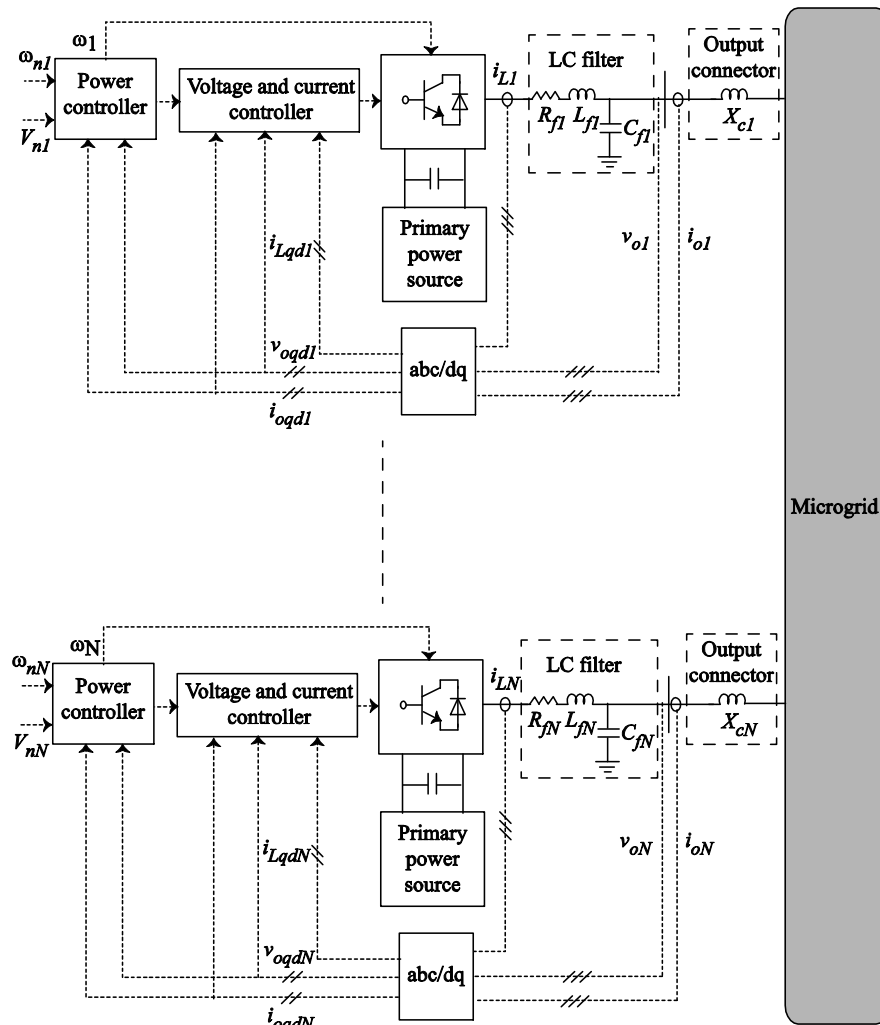 ω1
ωn1
Vn1
Power
controller
Voltage and current
controller
iL1
LC filter
Rf1
Lf1
Cf1
Output
connector
Xc1
Primary
power
source
iLqd1
vo1
io1
voqd1
abc/dq
ioqd1
Microgrid
ωN
ωnN
VnN
Power
controller
Voltage and current
controller
iLN
LC filter
RfN
LfN
CfN
Output
connector
XcN
Primary
power
source
iLqdN
voN
ioN
voqdN
abc/dq
ioqdN